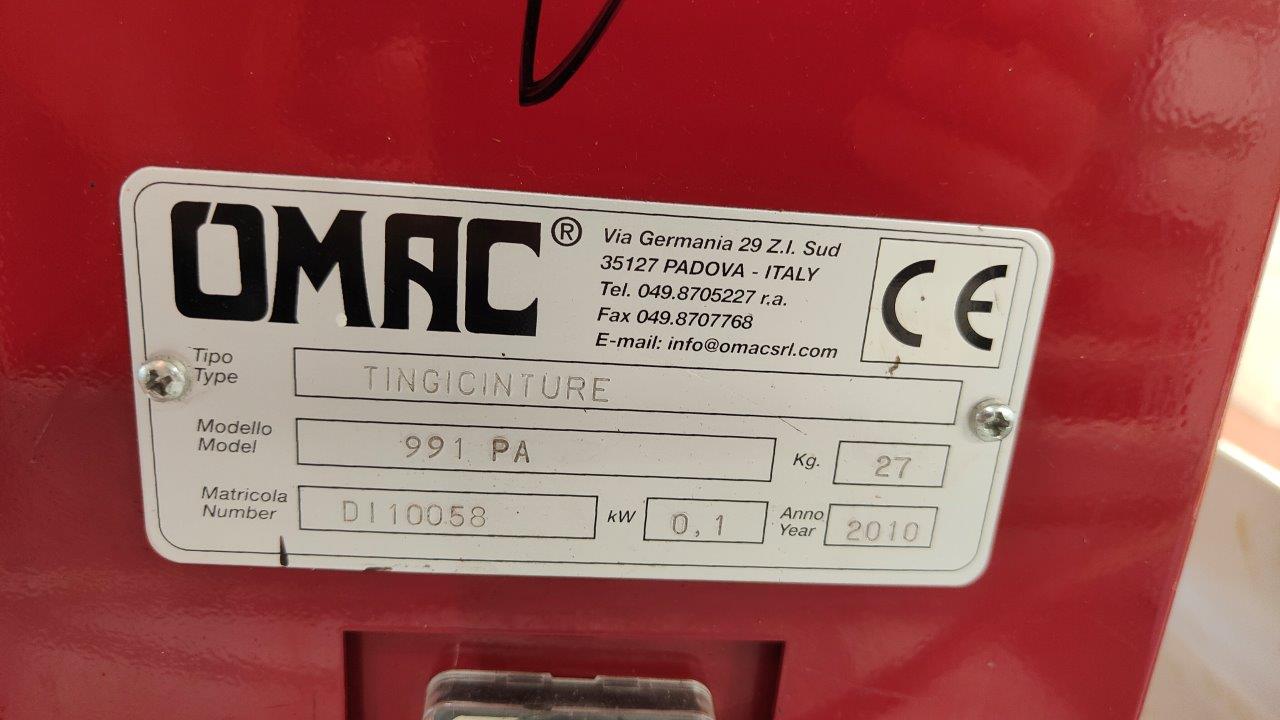 OMAC®
Via Germania 29 Z.I. Sud
35127 PADOVA - ITALY
Tel. 049.8705227 r.a.
Fax 049.8707768
E-mail: info@omacsrl.com
CE
Tipo
Type
TINGICINTURE
Modello
Model
991 PA
Kg.
27
Matricola
Number
DI10058
kW
0,1
Anno
Year
2010